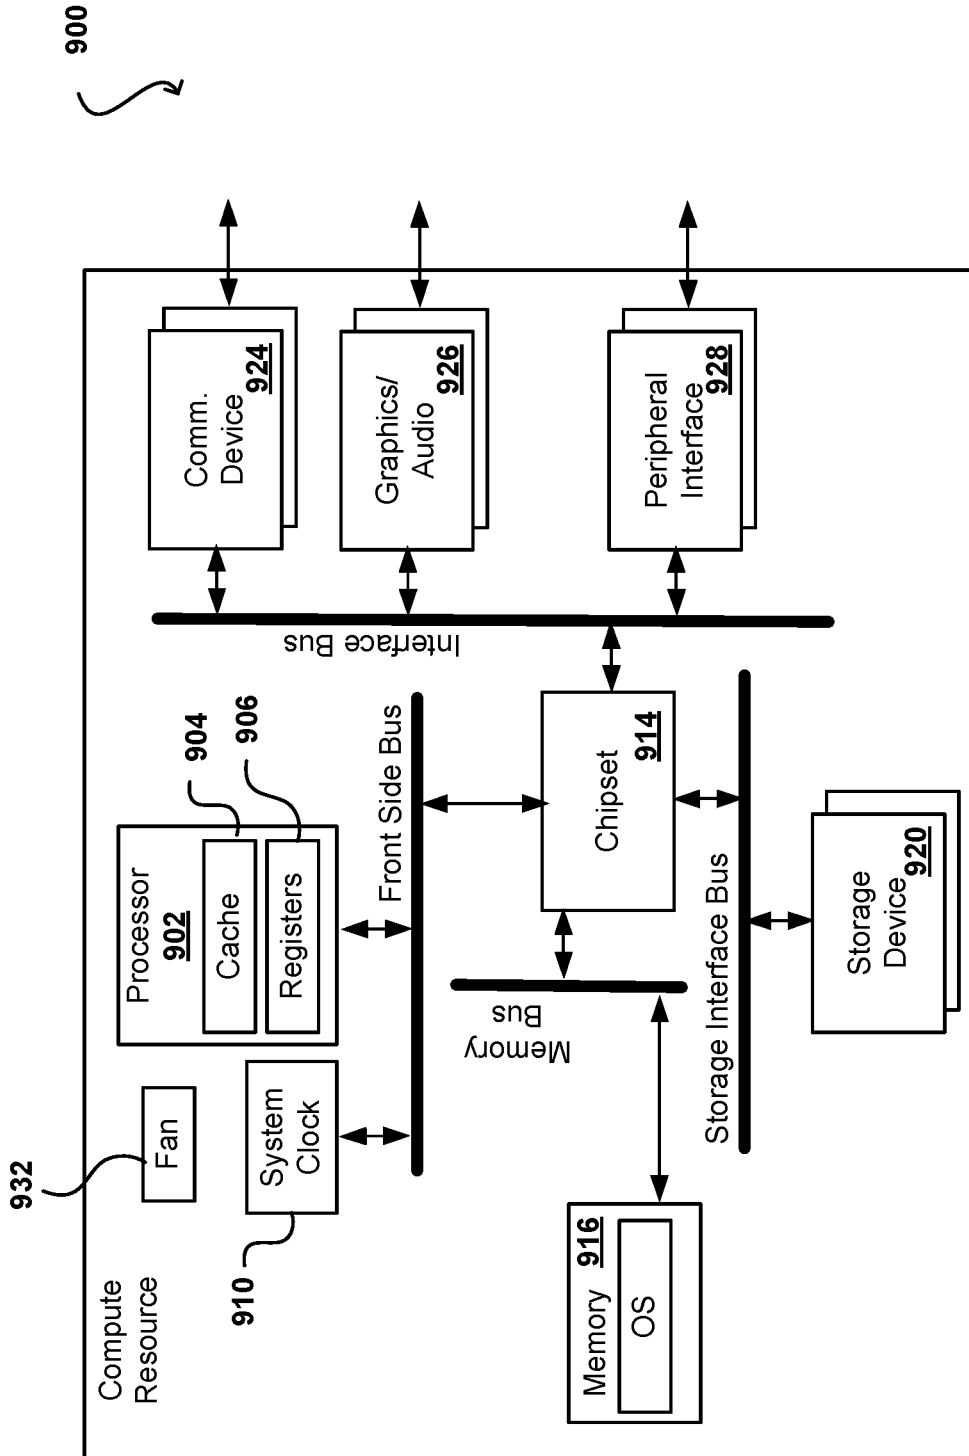 900
Compute
Resource
932
Fan
Processor
902
Cache
Registers
904
906
System
Clock
910
Front Side Bus
Interface Bus
Comm.
Device
924
Graphics/
Audio
926
Peripheral
Interface
928
Chipset
914
Memory
Bus
Memory
916
OS
Storage Interface Bus
Storage
Device
920